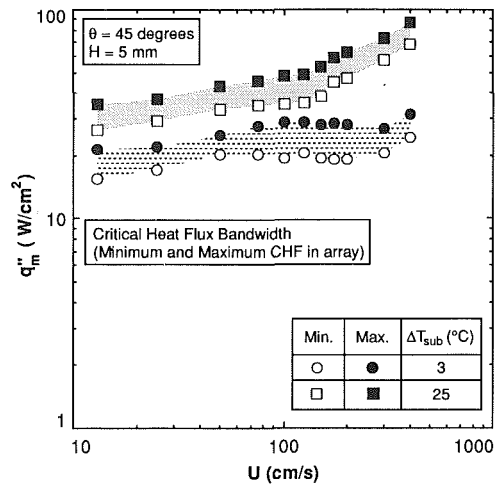 100
θ = 45 degrees
H = 5 mm
q"m ( W/cm²)
10
Critical Heat Flux Bandwidth
(Minimum and Maximum CHF in array)
Min. Max. ΔTsub (°C)
3
25
1
10 100 1000
U (cm/s)